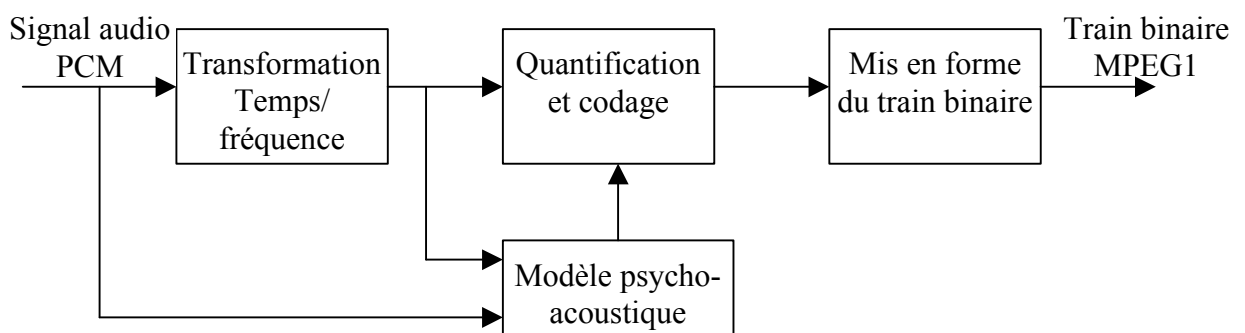 Signal audio
PCM
Transformation
Temps/
fréquence
Quantification
et codage
Mis en forme
du train binaire
Train binaire
MPEG1
Modèle psycho-
acoustique